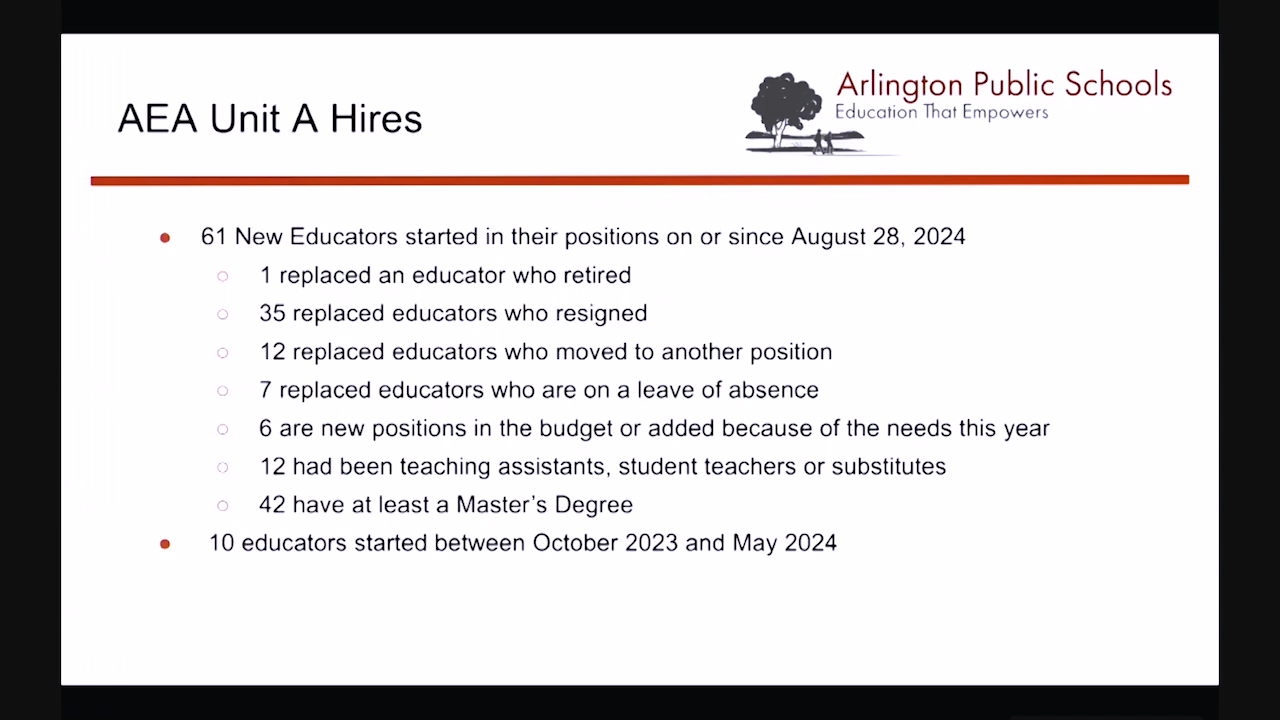 AEA Unit A Hires
Arlington Public Schools
Education That Empowers
61 New Educators started in their positions on or since August 28, 2024
1 replaced an educator who retired
35 replaced educators who resigned
12 replaced educators who moved to another position
7 replaced educators who are on a leave of absence
6 are new positions in the budget or added because of the needs this year
12 had been teaching assistants, student teachers or substitutes
42 have at least a Master's Degree
10 educators started between October 2023 and May 2024